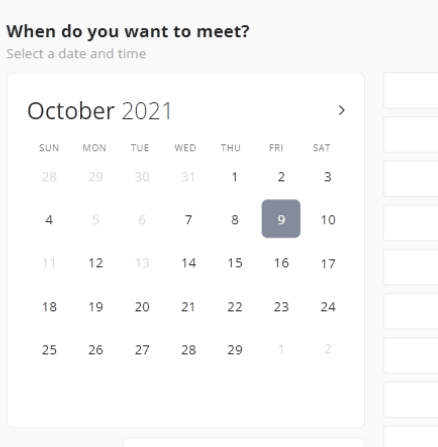 When do you want to meet?
Select a date and time
October 2021
SUN MON TUE WED THU FRI SAT
28 29 30 31 1 2 3
4 5 6 7 8 9 10
11 12 13 14 15 16 17
18 19 20 21 22 23 24
25 26 27 28 29 1 2